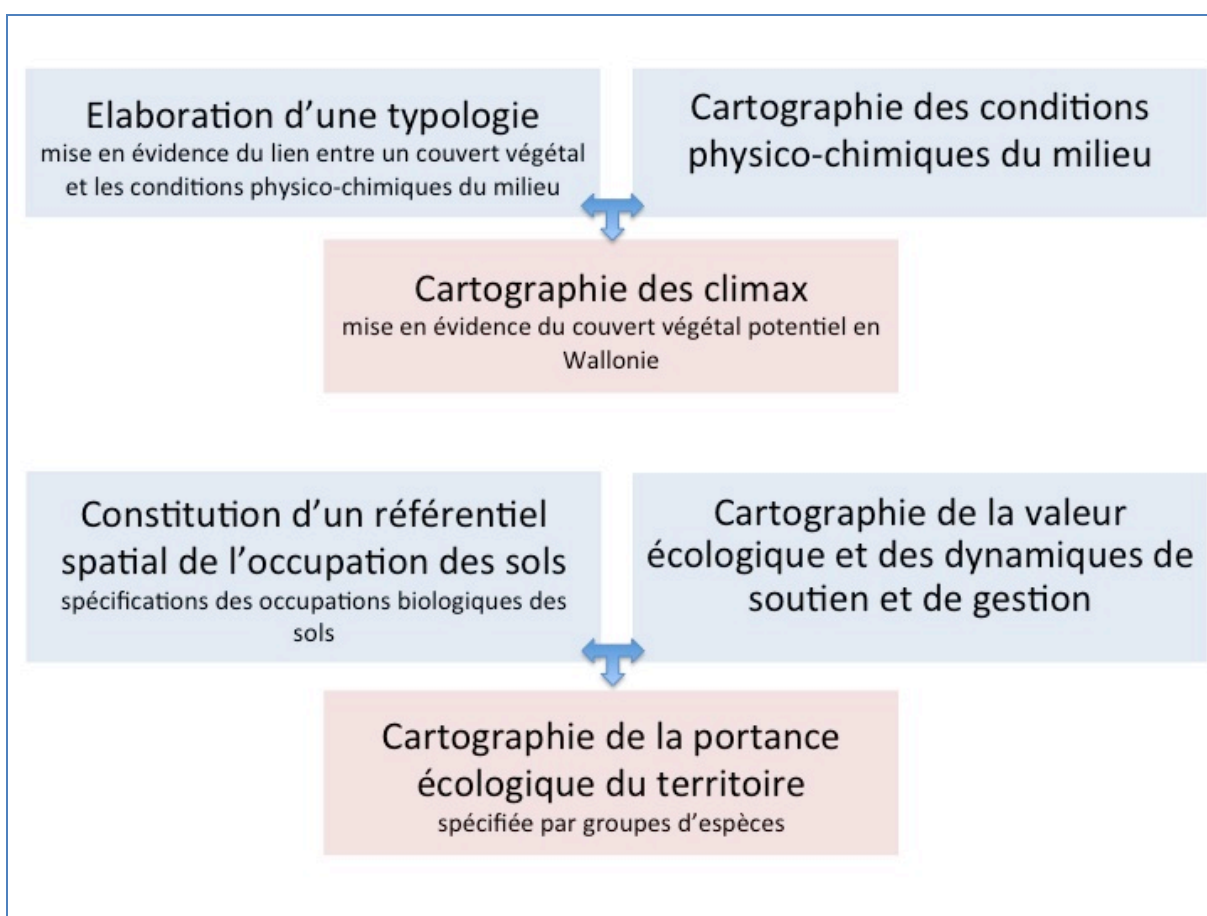 Elaboration d'une typologie
mise en évidence du lien entre un couvert végétal
et les conditions physico-chimiques du milieu
Cartographie des conditions
physico-chimiques du milieu
Cartographie des climax
mise en évidence du couvert végétal potentiel en
Wallonie
Constitution d'un référentiel
spatial de l'occupation des sols
spécifications des occupations biologiques des
sols
Cartographie de la valeur
écologique et des dynamiques de
soutien et de gestion
Cartographie de la portance
écologique du territoire
spécifiée par groupes d'espèces